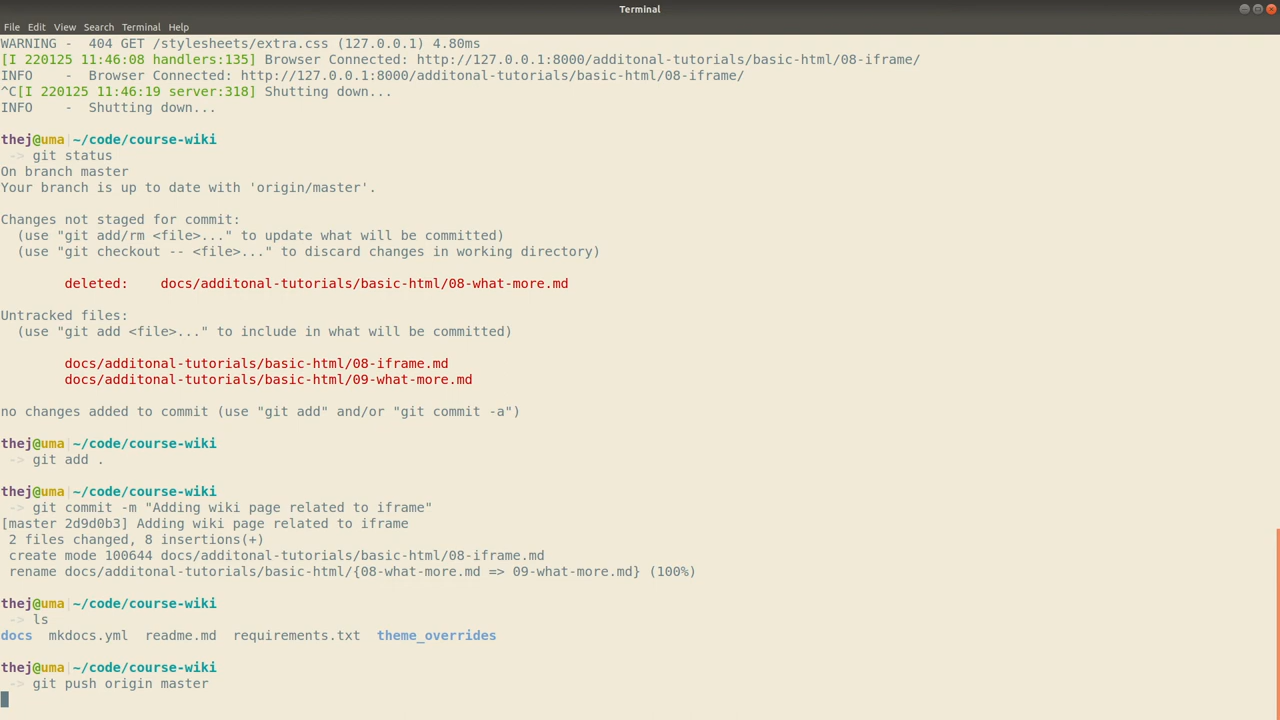 Terminal
File Edit View Search Terminal Help
WARNING -  404 GET /stylesheets/extra.css (127.0.0.1) 4.80ms
[I 220125 11:46:08 handlers:135] Browser Connected: http://127.0.0.1:8000/additonal-tutorials/basic-html/08-iframe/
INFO    -  Browser Connected: http://127.0.0.1:8000/additonal-tutorials/basic-html/08-iframe/
^C[I 220125 11:46:19 server:318] Shutting down...
INFO    -  Shutting down...
thej@uma|~/code/course-wiki
 -> git status
On branch master
Your branch is up to date with 'origin/master'.
Changes not staged for commit:
  (use "git add/rm <file>..." to update what will be committed)
  (use "git checkout -- <file>..." to discard changes in working directory)
        deleted:    docs/additonal-tutorials/basic-html/08-what-more.md
Untracked files:
  (use "git add <file>..." to include in what will be committed)
        docs/additonal-tutorials/basic-html/08-iframe.md
        docs/additonal-tutorials/basic-html/09-what-more.md
no changes added to commit (use "git add" and/or "git commit -a")
thej@uma|~/code/course-wiki
 -> git add .
thej@uma|~/code/course-wiki
 -> git commit -m "Adding wiki page related to iframe"
[master 2d9d0b3] Adding wiki page related to iframe
 2 files changed, 8 insertions(+)
 create mode 100644 docs/additonal-tutorials/basic-html/08-iframe.md
 rename docs/additonal-tutorials/basic-html/{08-what-more.md => 09-what-more.md} (100%)
thej@uma|~/code/course-wiki
 -> ls
docs  mkdocs.yml  readme.md  requirements.txt  theme_overrides
thej@uma|~/code/course-wiki
 -> git push origin master